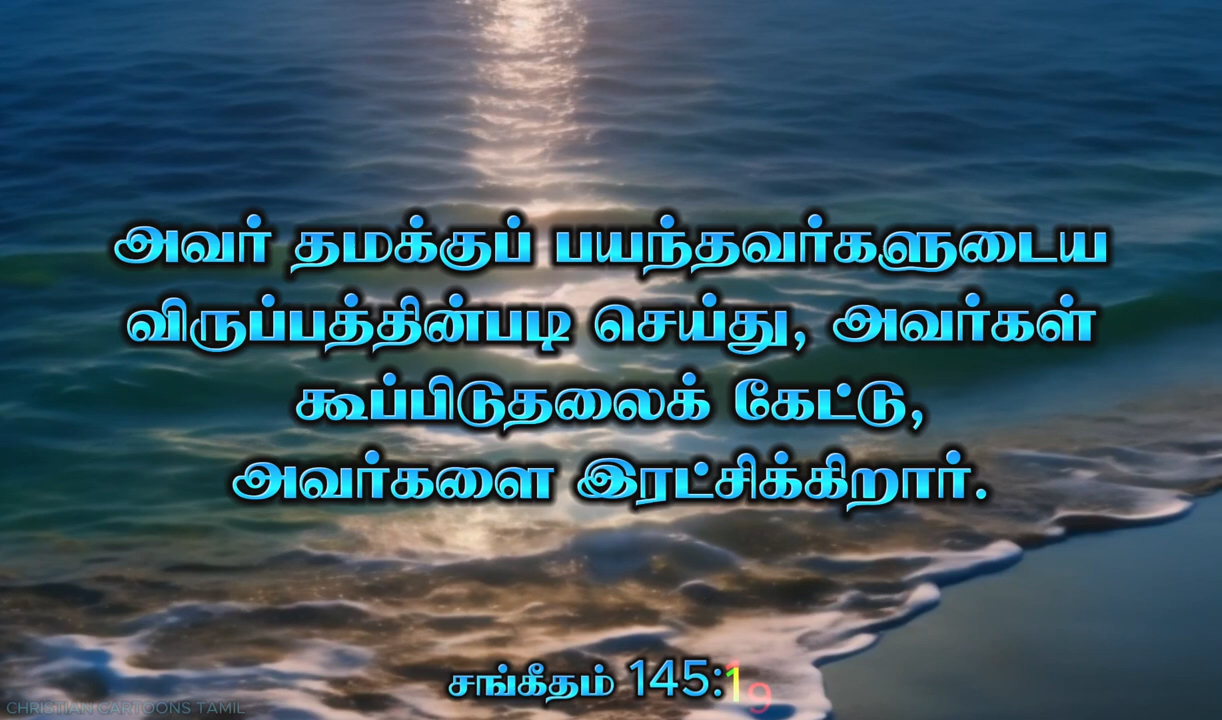 அவர் தமக்குப் பயந்தவர்களுடைய
விருப்பத்தின்படி செய்து, அவர்கள்
கூப்பிடுதலைக் கேட்டு,
அவர்களை இரட்சிக்கிறார்.
சங்கீதம் 145:19
CHRISTIAN CARTOONS TAMIL